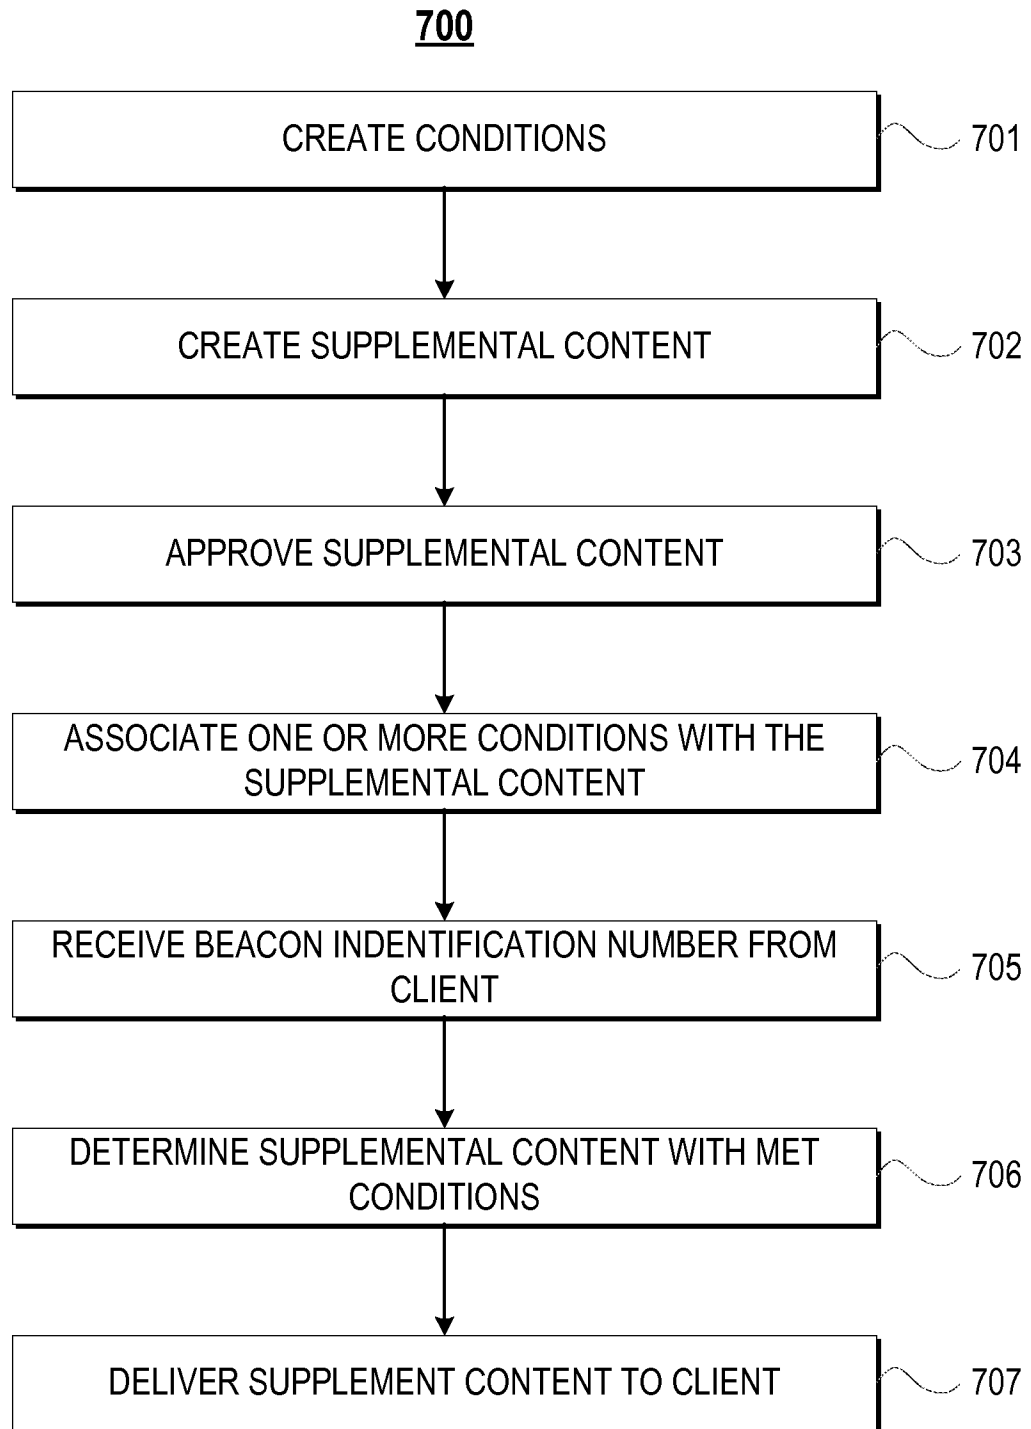 700
CREATE CONDITIONS
701
CREATE SUPPLEMENTAL CONTENT
702
APPROVE SUPPLEMENTAL CONTENT
703
ASSOCIATE ONE OR MORE CONDITIONS WITH THE
SUPPLEMENTAL CONTENT
704
RECEIVE BEACON INDENTIFICATION NUMBER FROM
CLIENT
705
DETERMINE SUPPLEMENTAL CONTENT WITH MET
CONDITIONS
706
DELIVER SUPPLEMENT CONTENT TO CLIENT
707